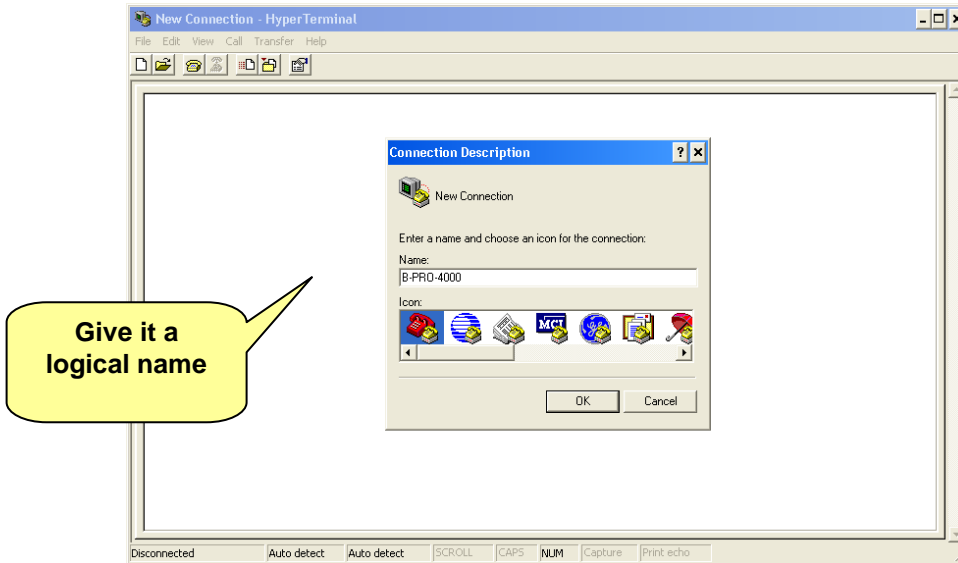 New Connection - HyperTerminal
File Edit View Call Transfer Help
Connection Description
New Connection
Enter a name and choose an icon for the connection:
Name:
B-PRO-4000
Icon:
MCI
OK Cancel
Give it a
logical name
Disconnected Auto detect Auto detect SCROLL CAPS NUM Capture Print echo